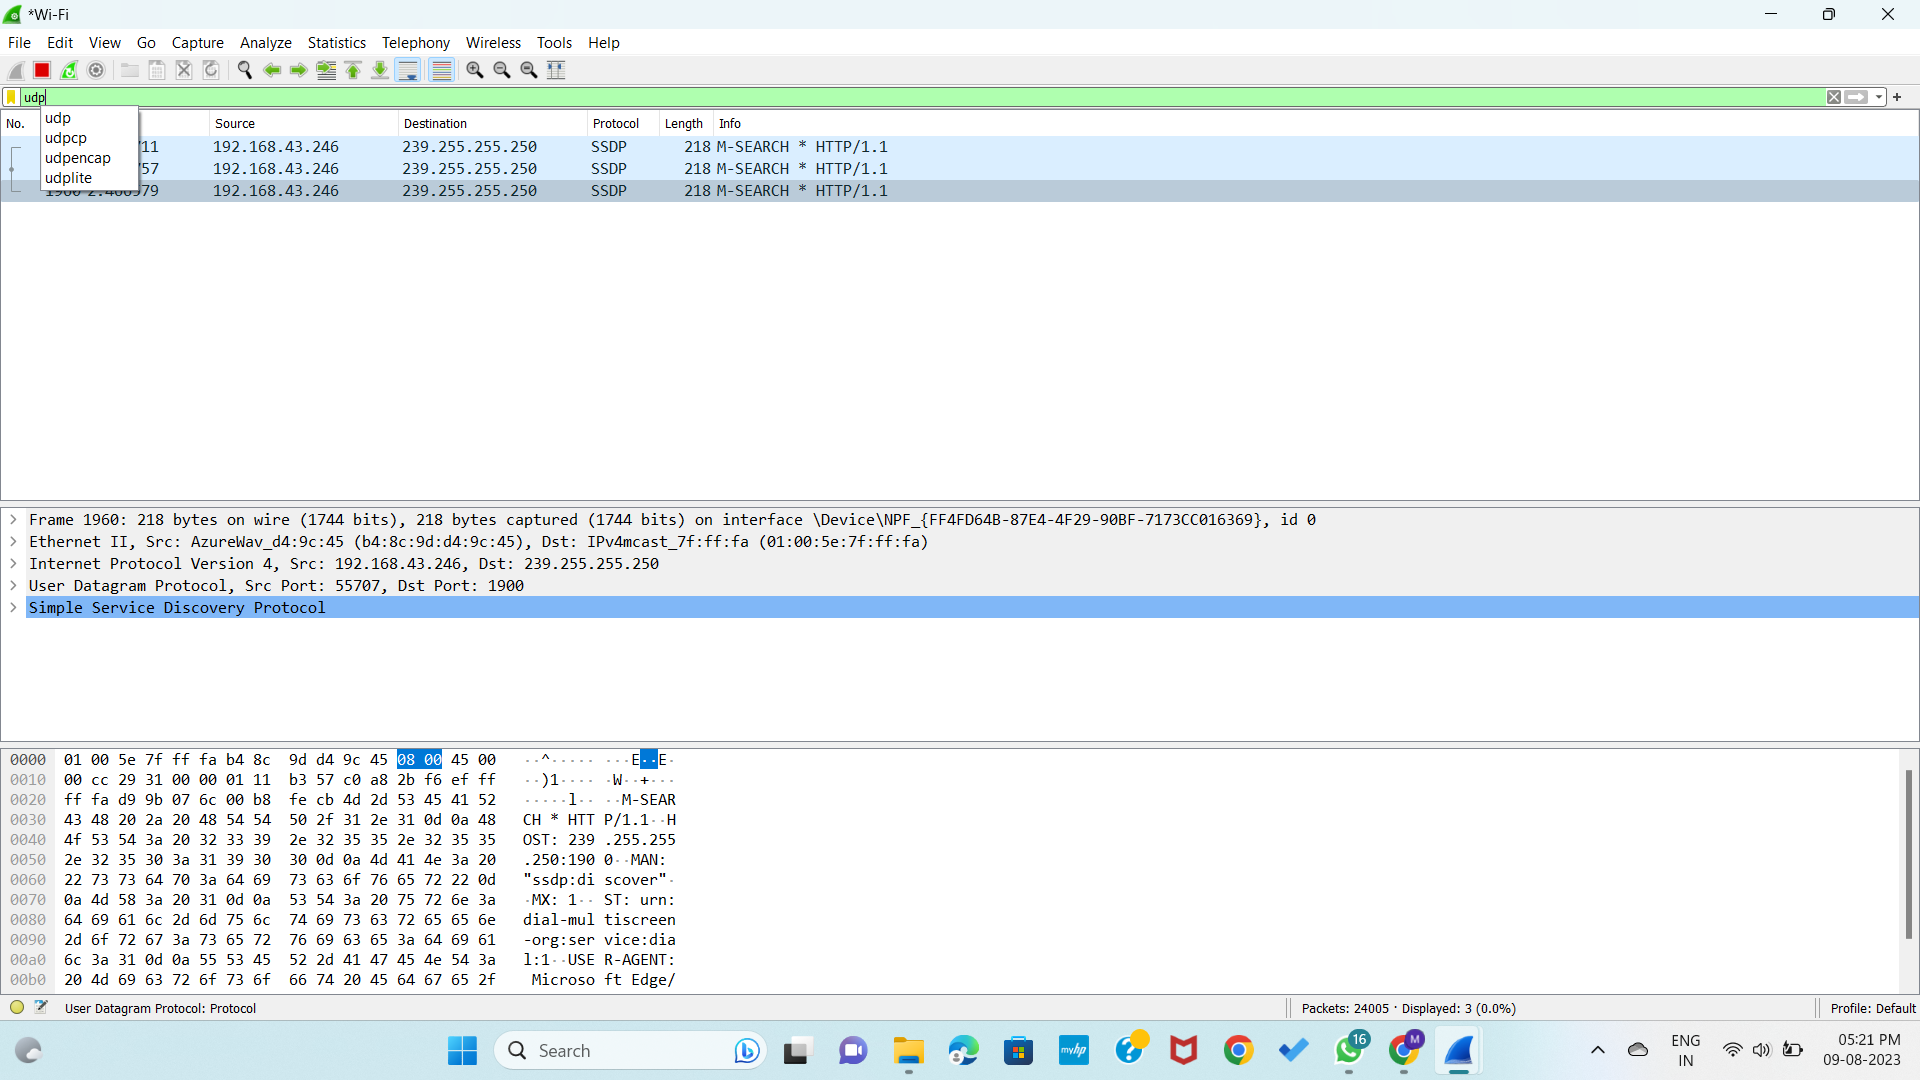 *Wi-Fi
File Edit View Go Capture Analyze Statistics Telephony Wireless Tools Help
udp
udp
udpcp
udpencap
udplite
No. Source Destination Protocol Length Info
11 192.168.43.246 239.255.255.250 SSDP 218 M-SEARCH * HTTP/1.1
57 192.168.43.246 239.255.255.250 SSDP 218 M-SEARCH * HTTP/1.1
1960 2.466979 192.168.43.246 239.255.255.250 SSDP 218 M-SEARCH * HTTP/1.1
Frame 1960: 218 bytes on wire (1744 bits), 218 bytes captured (1744 bits) on interface \Device\NPF_{FF4FD64B-87E4-4F29-90BF-7173CC016369}, id 0
Ethernet II, Src: AzureWav_d4:9c:45 (b4:8c:9d:d4:9c:45), Dst: IPv4mcast_7f:ff:fa (01:00:5e:7f:ff:fa)
Internet Protocol Version 4, Src: 192.168.43.246, Dst: 239.255.255.250
User Datagram Protocol, Src Port: 55707, Dst Port: 1900
Simple Service Discovery Protocol
0000 01 00 5e 7f ff fa b4 8c 9d d4 9c 45 08 00 45 00 ··^····· ···E··E·
0010 00 cc 29 31 00 00 01 11 b3 57 c0 a8 2b f6 ef ff ··)1···· ·W··+···
0020 ff fa d9 9b 07 6c 00 b8 fe cb 4d 2d 53 45 41 52 ·····l·· ··M-SEAR
0030 43 48 20 2a 20 48 54 54 50 2f 31 2e 31 0d 0a 48 CH * HTT P/1.1··H
0040 4f 53 54 3a 20 32 33 39 2e 32 35 35 2e 32 35 35 OST: 239 .255.255
0050 2e 32 35 30 3a 31 39 30 30 0d 0a 4d 41 4e 3a 20 .250:190 0··MAN:
0060 22 73 73 64 70 3a 64 69 73 63 6f 76 65 72 22 0d "ssdp:di scover"·
0070 0a 4d 58 3a 20 31 0d 0a 53 54 3a 20 75 72 6e 3a ·MX: 1·· ST: urn:
0080 64 69 61 6c 2d 6d 75 6c 74 69 73 63 72 65 65 6e dial-mul tiscreen
0090 2d 6f 72 67 3a 73 65 72 76 69 63 65 3a 64 69 61 -org:ser vice:dia
00a0 6c 3a 31 0d 0a 55 53 45 52 2d 41 47 45 4e 54 3a l:1··USE R-AGENT:
00b0 20 4d 69 63 72 6f 73 6f 66 74 20 45 64 67 65 2f Microso ft Edge/
User Datagram Protocol: Protocol Packets: 24005 · Displayed: 3 (0.0%) Profile: Default
Search myhp 16 M ENG 05:21 PM
IN 09-08-2023